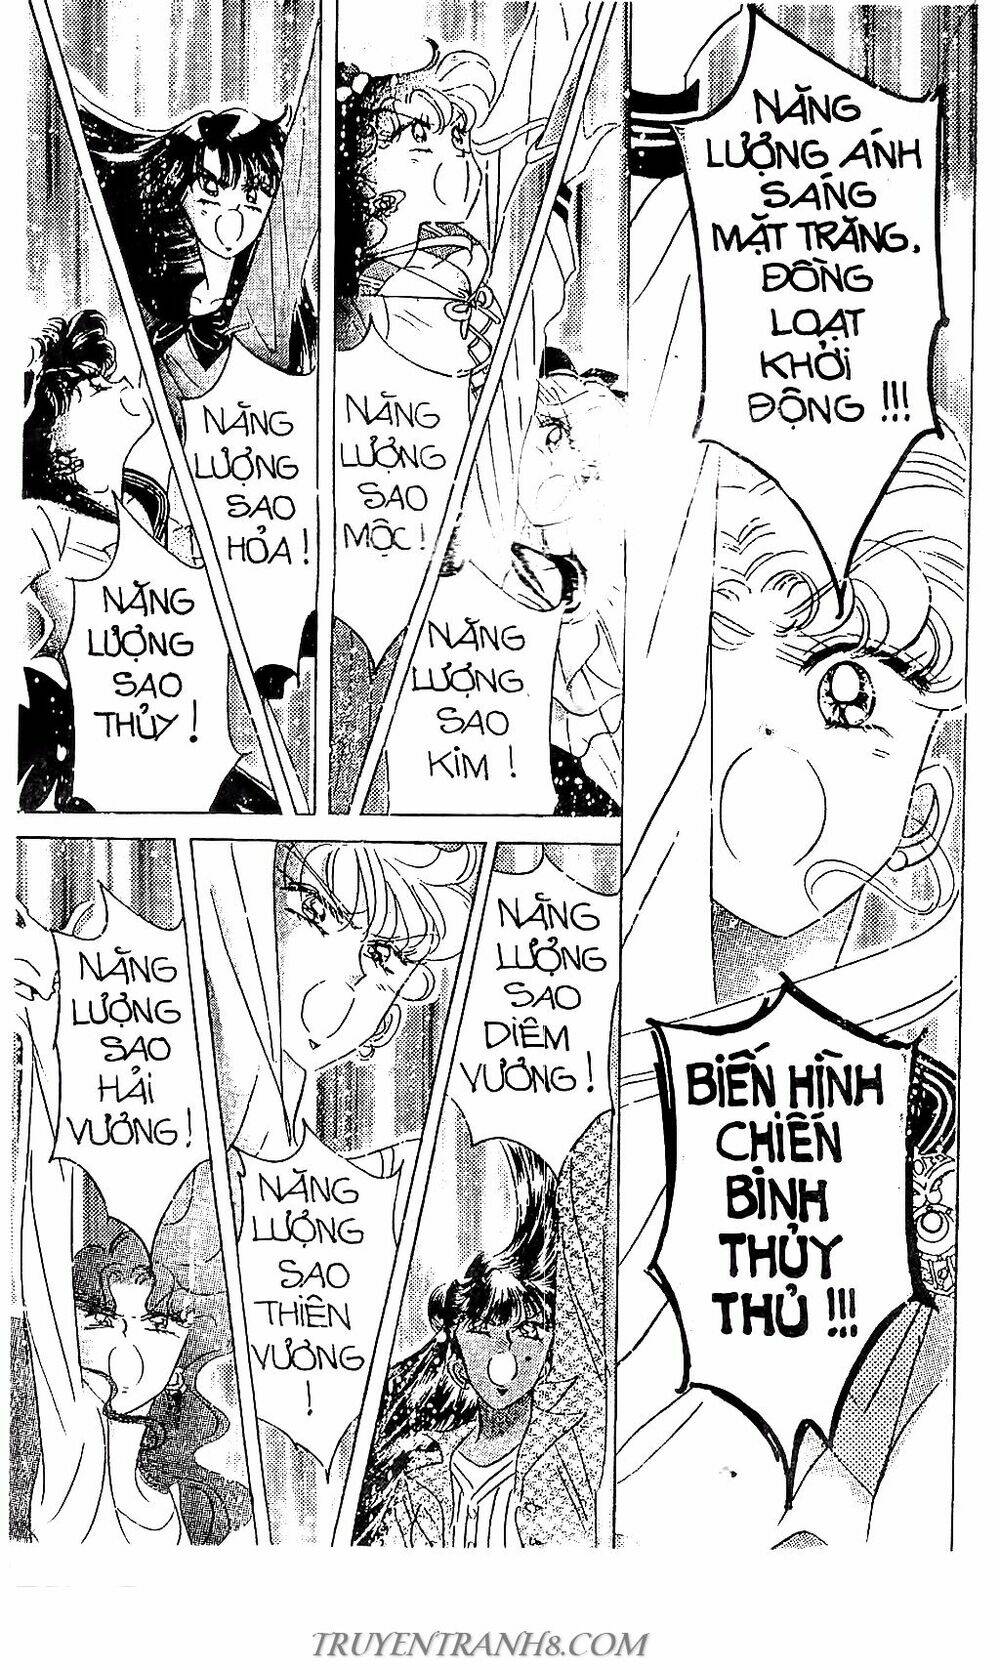 NĂNG
LƯỢNG ÁNH
SÁNG
MẶT TRĂNG,
ĐỒNG
LOẠT
KHỞI
ĐỘNG !!!
NĂNG
LƯỢNG
SAO
KIM !
NĂNG
LƯỢNG
SAO
MỘC !
NĂNG
LƯỢNG
SAO
HỎA !
NĂNG
LƯỢNG
SAO
THỦY !
NĂNG
LƯỢNG
SAO
DIÊM
VƯƠNG !
NĂNG
LƯỢNG
SAO
THIÊN
VƯƠNG
!
NĂNG
LƯỢNG
SAO
HẢI
VƯƠNG !
BIẾN HÌNH
CHIẾN
BINH
THỦY
THỦ !!!
TRUYENTRANH8.COM